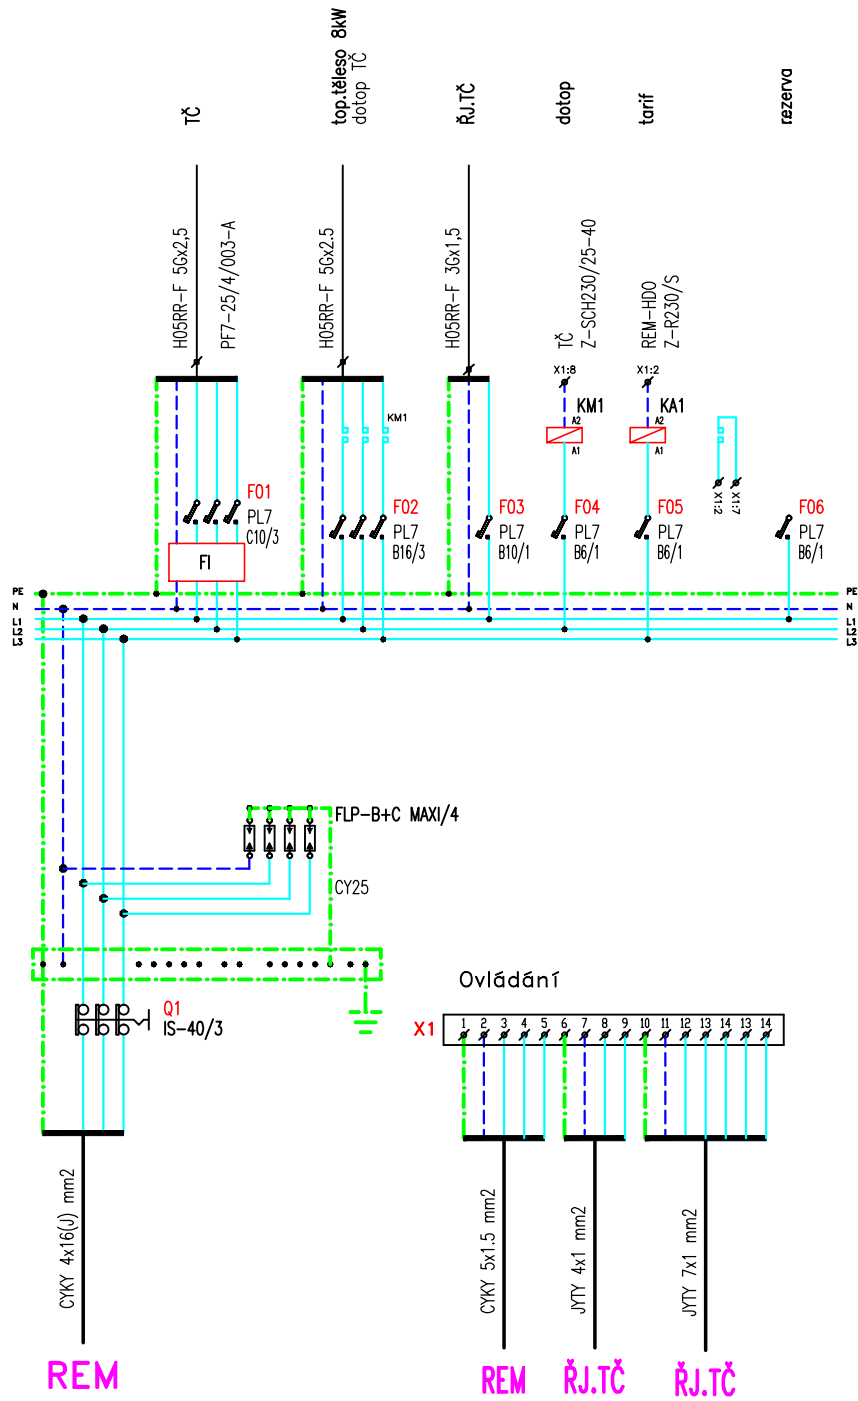 TČ
top.těleso 8kW
dotop TČ
ŘJ.TČ
dotop
tarif
rezerva
H05RR-F 5Gx2,5
PF7-25/4/003-A
H05RR-F 5Gx2.5
H05RR-F 3Gx1,5
TČ
Z-SCH230/25-40
REM-HDO
Z-R230/S
X1:8
X1:2
KM1
KM1
A2
A1
KA1
A2
A1
X1:2
X1:7
F01
PL7
C10/3
F02
PL7
B16/3
F03
PL7
B10/1
F04
PL7
B6/1
F05
PL7
B6/1
F06
PL7
B6/1
FI
PE
N
L1
L2
L3
PE
N
L1
L2
L3
FLP-B+C MAXI/4
CY25
Q1
IS-40/3
Ovládání
X1
1 2 3 4 5 6 7 8 9 10 11 12 13 14 13 14
CYKY 4x16(J) mm2
CYKY 5x1.5 mm2
JYTY 4x1 mm2
JYTY 7x1 mm2
REM
REM
ŘJ.TČ
ŘJ.TČ